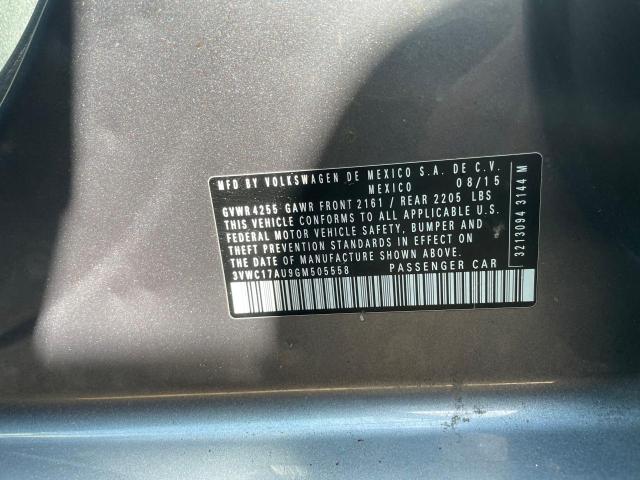 MFD BY VOLKSWAGEN DE MEXICO S.A. DE C.V.
MEXICO 08/15
GVWR4255 GAWR FRONT 2161 / REAR 2205 LBS
THIS VEHICLE CONFORMS TO ALL APPLICABLE U.S.
FEDERAL MOTOR VEHICLE SAFETY, BUMPER AND
THEFT PREVENTION STANDARDS IN EFFECT ON
THE DATE OF MANUFACTURE SHOWN ABOVE.
3VWC17AU9GM505558 PASSENGER CAR
3213094 3144 M